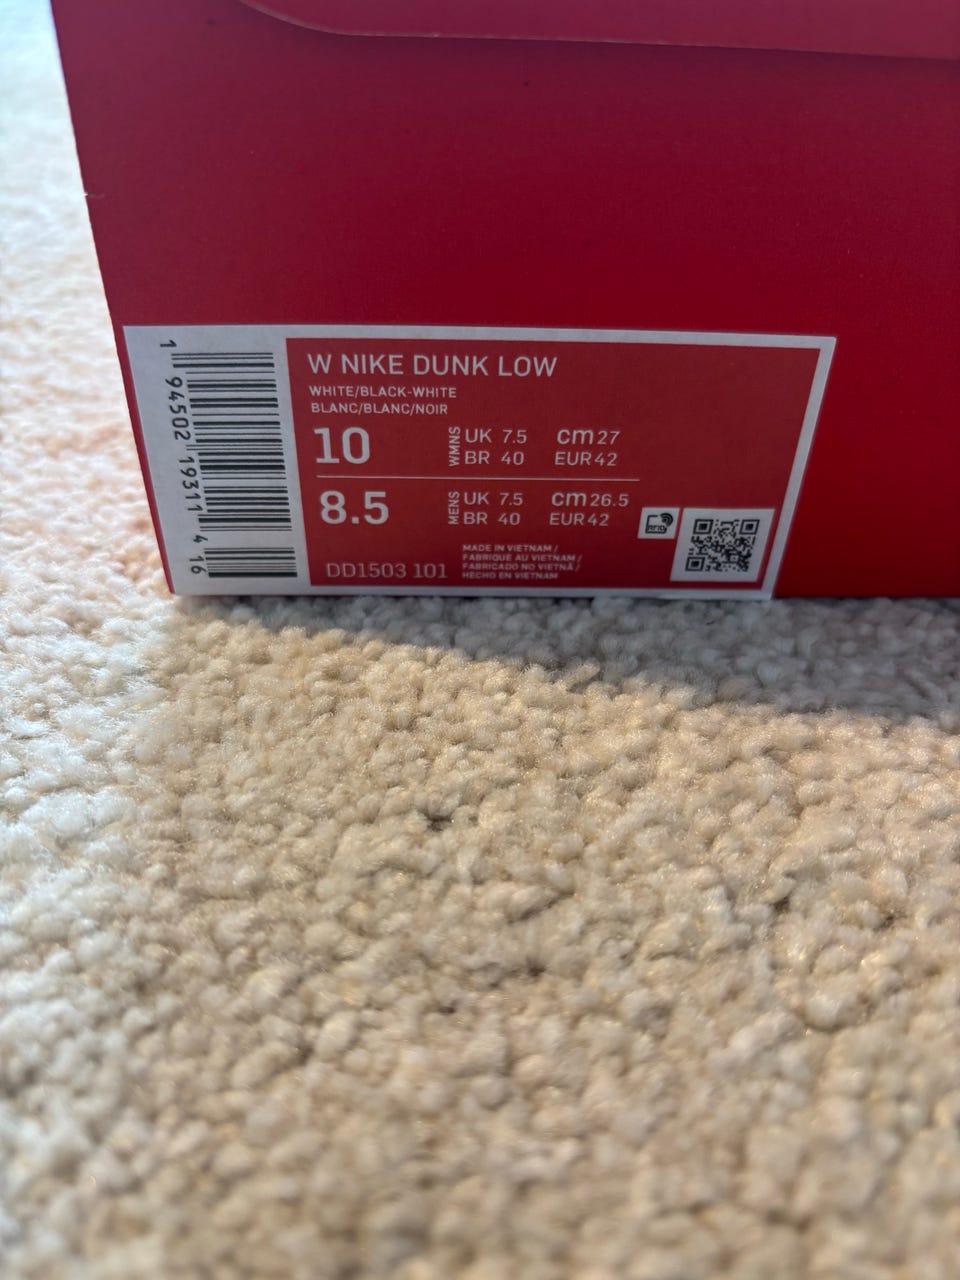 W NIKE DUNK LOW
WHITE/BLACK-WHITE
BLANC/BLANC/NOIR
10 WMNS UK 7.5 cm 27
BR 40 EUR 42
8.5 MENS UK 7.5 cm 26.5
BR 40 EUR 42
DD1503 101
MADE IN VIETNAM /
FABRIQUE AU VIETNAM /
FABRICADO NO VIETNÃ /
HECHO EN VIETNAM
RFID
1 94502 19311 4 16